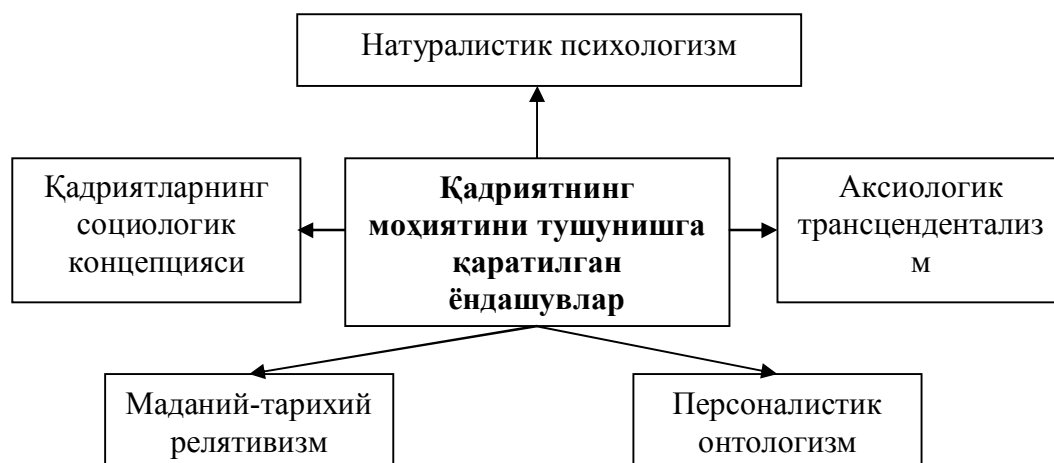 Натуралистик психологизм
Қадриятларнинг
социологик
концепцияси
Қадриятнинг
моҳиятини тушунишга
қаратилган
ёндашувлар
Аксиологик
трансцендентализ
м
Маданий-тарихий
релятивизм
Персоналистик
онтологизм